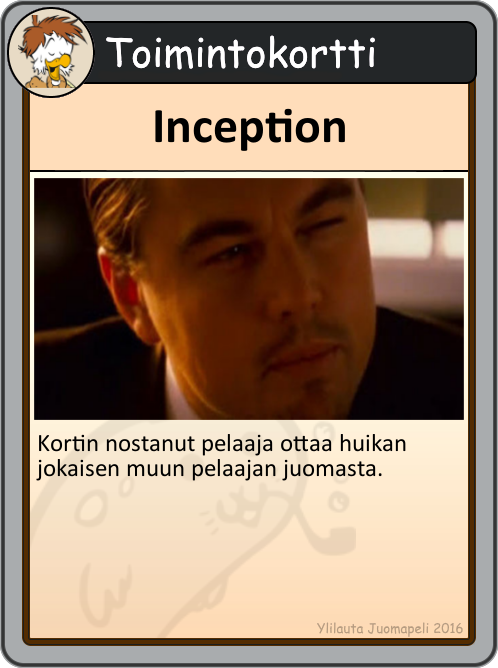 Toimintokortti
Inception
Kortin nostanut pelaaja ottaa huikan
jokaisen muun pelaajan juomasta.
Ylilauta Juomapeli 2016